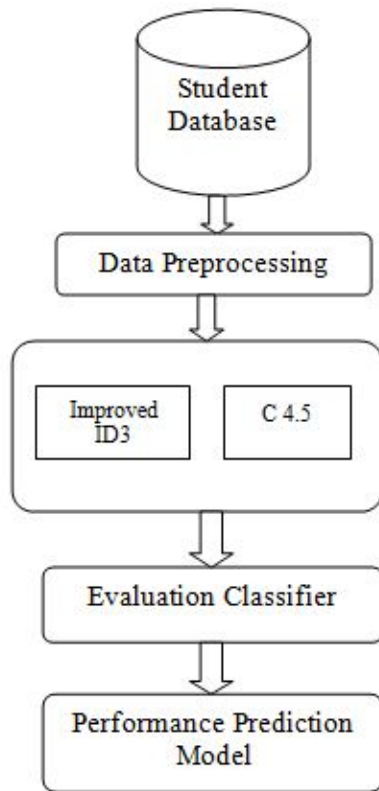 Student
Database
Data Preprocessing
Improved
ID3
C 4.5
Evaluation Classifier
Performance Prediction
Model